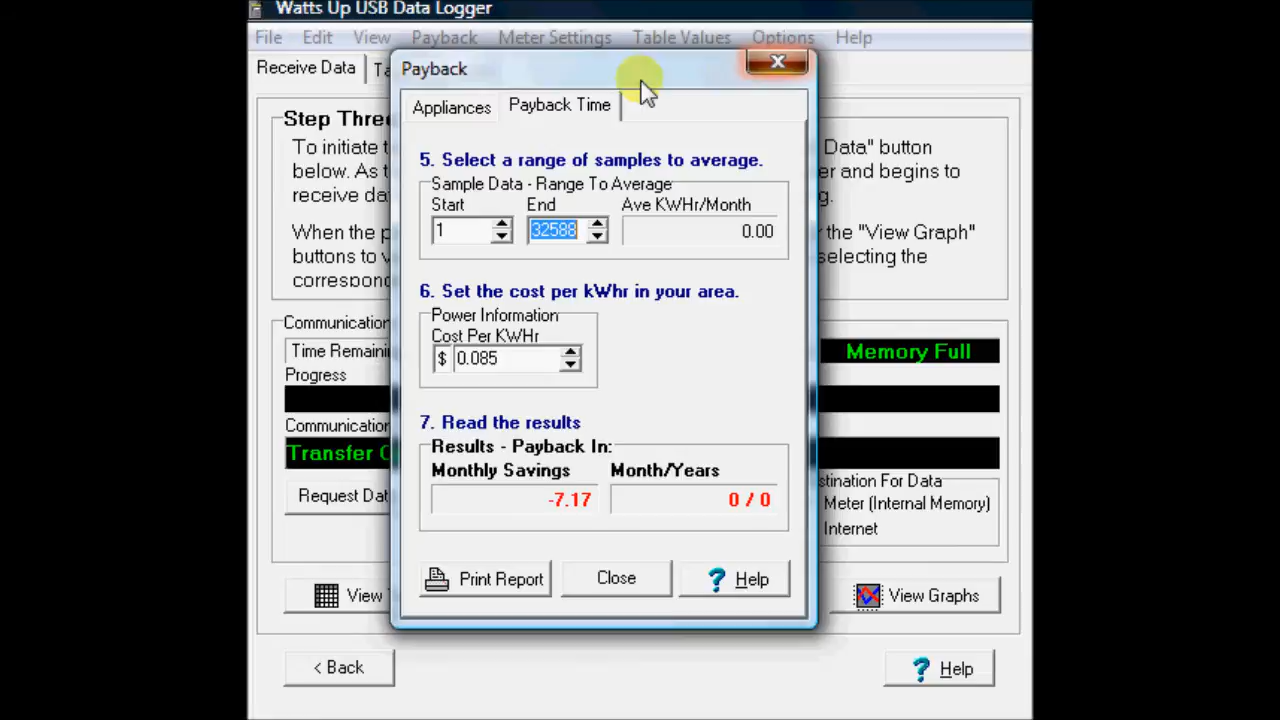 Watts Up USB Data Logger
File Edit View Payback Meter Settings Table Values Options Help
Receive Data
Payback
Appliances Payback Time
Step Three
To initiate Data" button
below. As er and begins to
receive da
When the or the "View Graph"
buttons to selecting the
correspon
5. Select a range of samples to average.
Sample Data - Range To Average
Start End Ave KWHr/Month
1 32588 0.00
6. Set the cost per kWhr in your area.
Power Information
Cost Per KWHr
$ 0.085
7. Read the results
Results - Payback In:
Monthly Savings Month/Years
-7.17 0 / 0
Print Report Close ? Help
Communication
Time Remaini
Progress
Memory Full
Communication
Transfer C
Request Dat
stination For Data
Meter (Internal Memory)
Internet
View View Graphs
< Back ? Help